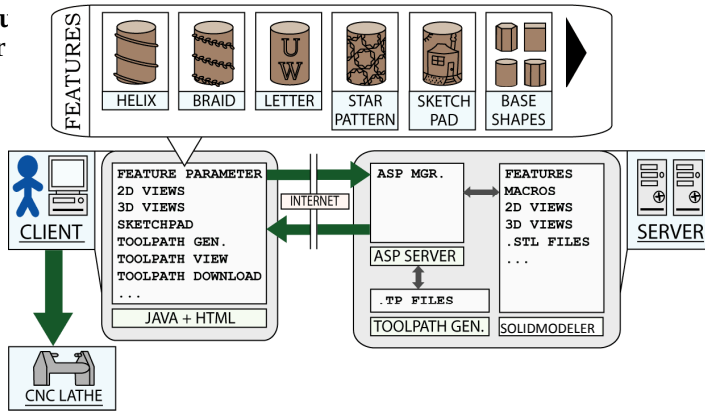 FEATURES
HELIX
BRAID
U
W
LETTER
STAR
PATTERN
SKETCH
PAD
BASE
SHAPES
CLIENT
FEATURE PARAMETER
2D VIEWS
3D VIEWS
SKETCHPAD
TOOLPATH GEN.
TOOLPATH VIEW
TOOLPATH DOWNLOAD
...
JAVA + HTML
INTERNET
ASP MGR.
ASP SERVER
.TP FILES
TOOLPATH GEN.
FEATURES
MACROS
2D VIEWS
3D VIEWS
.STL FILES
...
SOLIDMODELER
SERVER
CNC LATHE